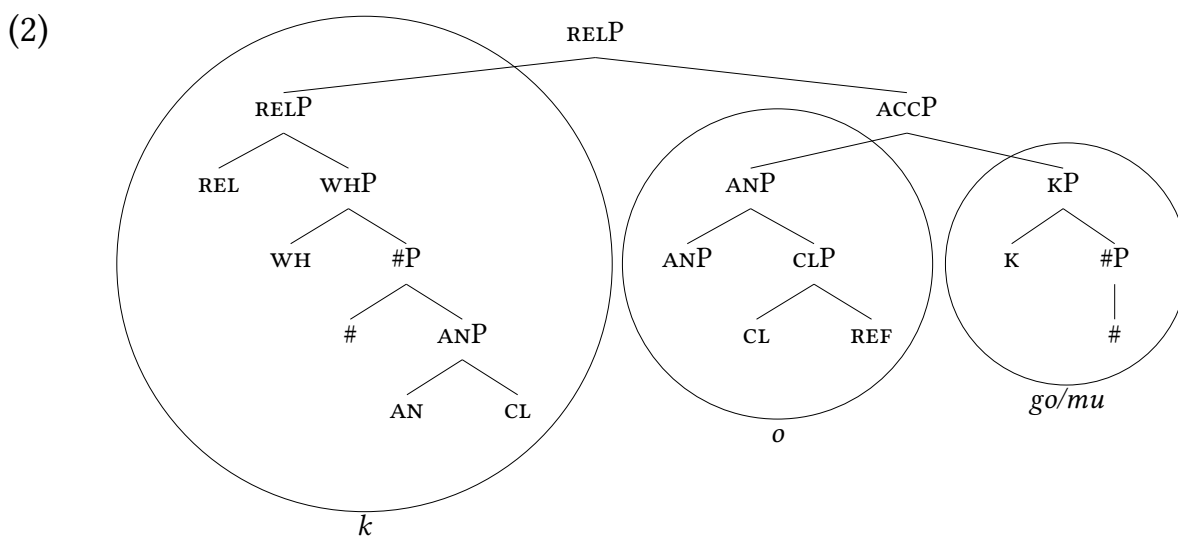 (2)
RELP
RELP ACCP
REL WHP ANP KP
WH #P ANP CLP K #P
# ANP CL REF #
AN CL
k o go/mu